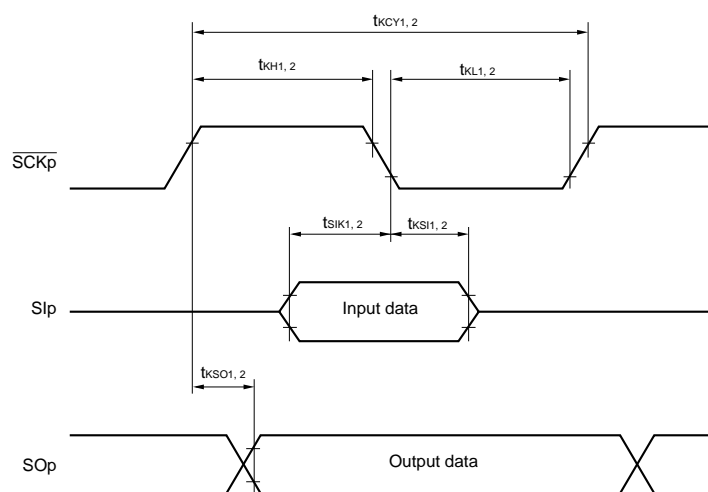 tKCY1, 2
tKH1, 2
tKL1, 2
SCKp
tSIK1, 2
tKSI1, 2
SIp
Input data
tKSO1, 2
SOp
Output data